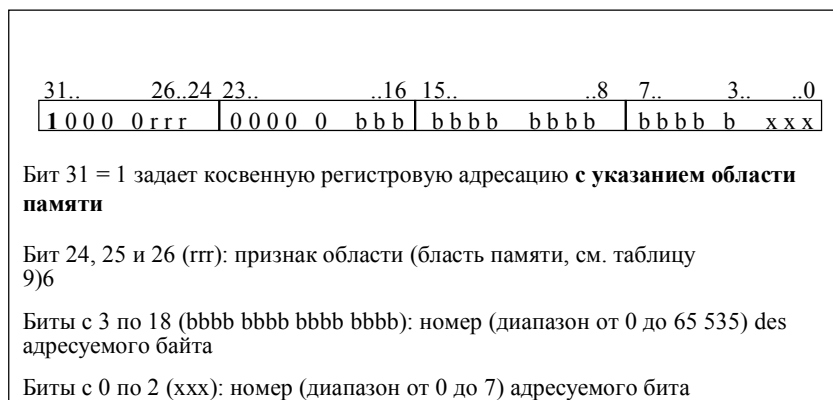 31.. 26..24 23.. ..16 15.. ..8 7.. 3.. ..0
1 0 0 0 0 r r r 0 0 0 0 0 b b b b b b b b b b b b b b b b x x x
Бит 31 = 1 задает косвенную регистровую адресацию с указанием области
памяти
Бит 24, 25 и 26 (rrr): признак области (бласть памяти, см. таблицу
9)6
Биты с 3 по 18 (bbbb bbbb bbbb bbbb): номер (диапазон от 0 до 65 535) des
адресуемого байта
Биты с 0 по 2 (xxx): номер (диапазон от 0 до 7) адресуемого бита